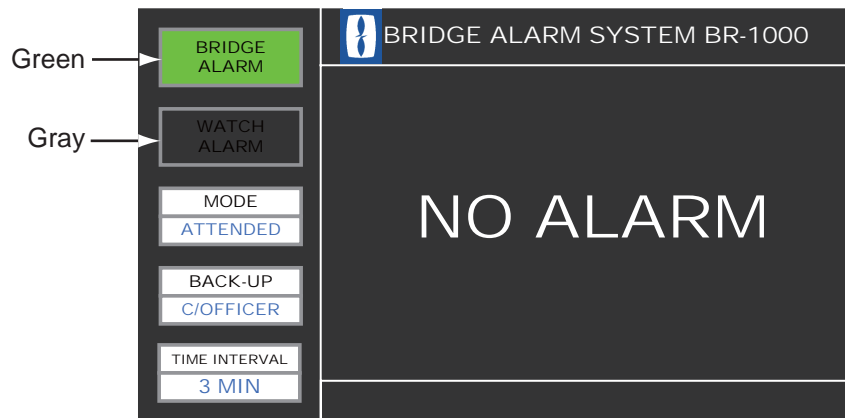 Green
Gray
BRIDGE
ALARM
WATCH
ALARM
MODE
ATTENDED
BACK-UP
C/OFFICER
TIME INTERVAL
3 MIN
BRIDGE ALARM SYSTEM BR-1000
NO ALARM